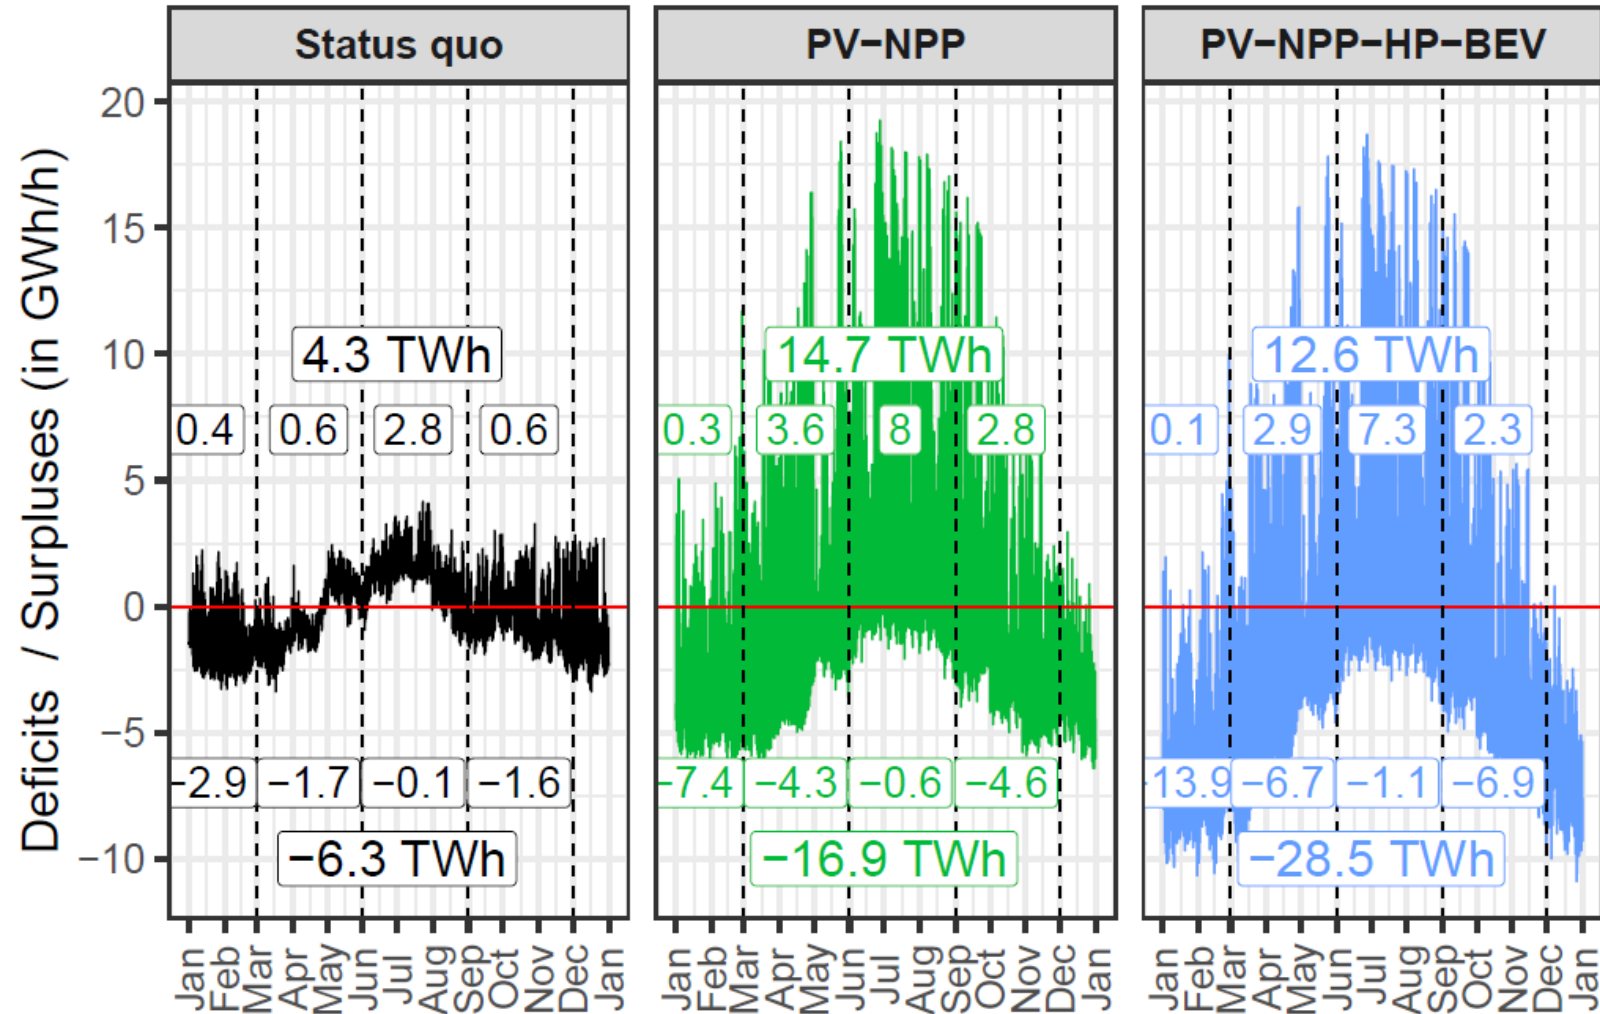 Status quo
PV−NPP
PV−NPP−HP−BEV
Deficits / Surpluses (in GWh/h)
20
15
10
5
0
−5
−10
4.3 TWh
0.4
0.6
2.8
0.6
−2.9
−1.7
−0.1
−1.6
−6.3 TWh
14.7 TWh
0.3
3.6
8
2.8
−7.4
−4.3
−0.6
−4.6
−16.9 TWh
12.6 TWh
0.1
2.9
7.3
2.3
−13.9
−6.7
−1.1
−6.9
−28.5 TWh
Jan Feb Mar Apr May Jun Jul Aug Sep Oct Nov Dec Jan
Jan Feb Mar Apr May Jun Jul Aug Sep Oct Nov Dec Jan
Jan Feb Mar Apr May Jun Jul Aug Sep Oct Nov Dec Jan